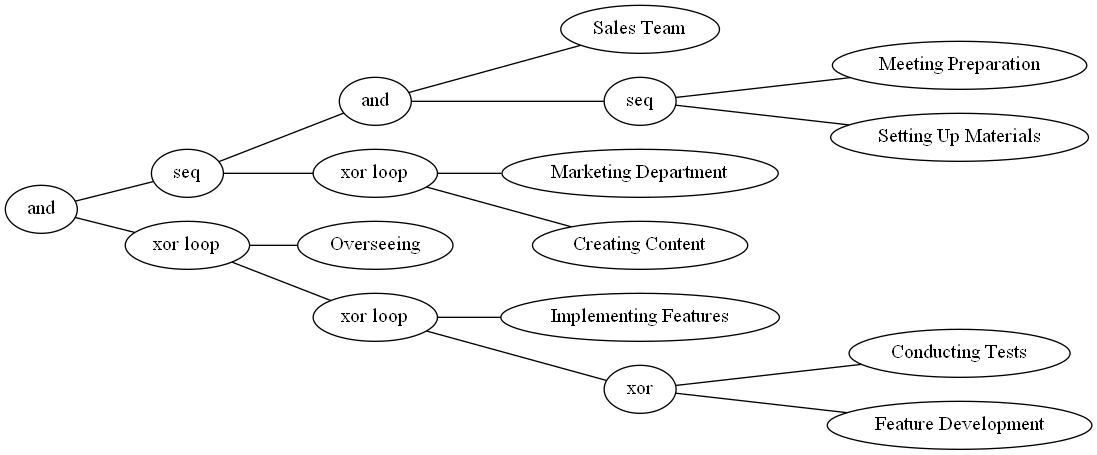 Sales Team
Meeting Preparation
and
seq
Setting Up Materials
seq
xor loop
Marketing Department
and
xor loop
Overseeing
Creating Content
xor loop
Implementing Features
Conducting Tests
xor
Feature Development